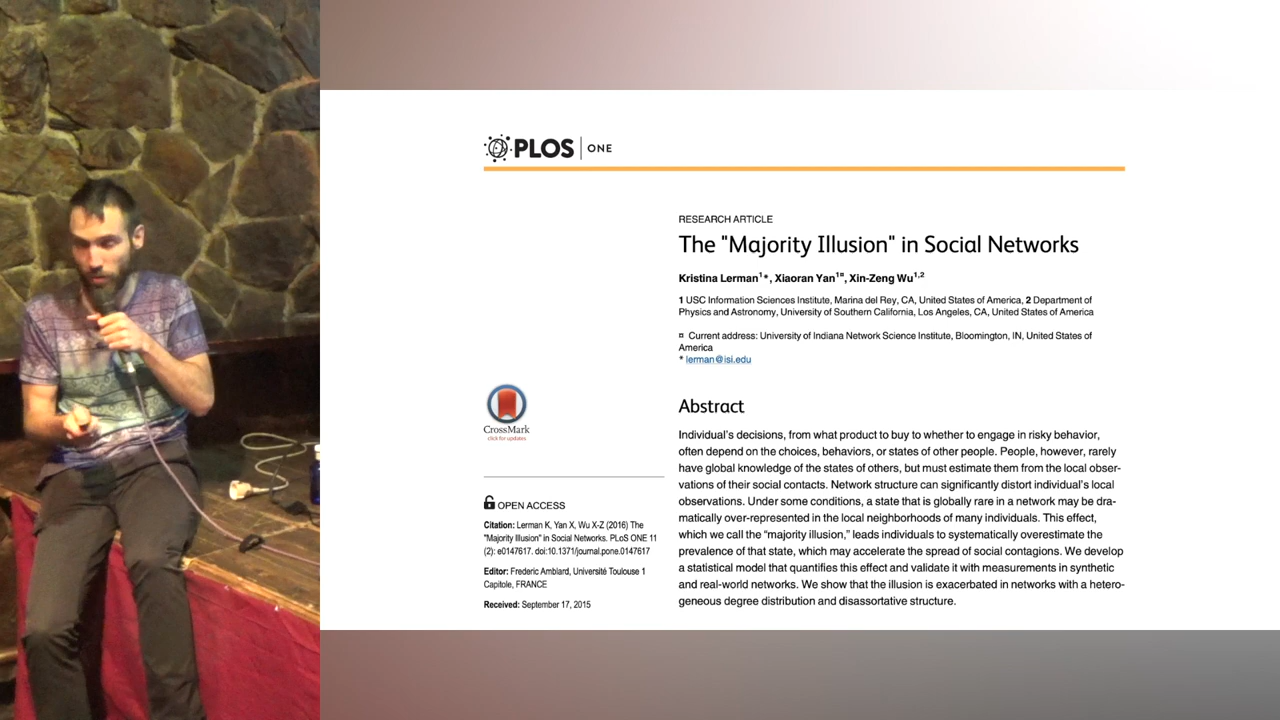 PLOS ONE
RESEARCH ARTICLE
The "Majority Illusion" in Social Networks
Kristina Lerman1*, Xiaoran Yan1¤, Xin-Zeng Wu1,2
1 USC Information Sciences Institute, Marina del Rey, CA, United States of America, 2 Department of
Physics and Astronomy, University of Southern California, Los Angeles, CA, United States of America
¤ Current address: University of Indiana Network Science Institute, Bloomington, IN, United States of
America
* lerman@isi.edu
CrossMark
click for updates
OPEN ACCESS
Citation: Lerman K, Yan X, Wu X-Z (2016) The
"Majority Illusion" in Social Networks. PLoS ONE 11
(2): e0147617. doi:10.1371/journal.pone.0147617
Editor: Frederic Amblard, Université Toulouse 1
Capitole, FRANCE
Received: September 17, 2015
Abstract
Individual's decisions, from what product to buy to whether to engage in risky behavior,
often depend on the choices, behaviors, or states of other people. People, however, rarely
have global knowledge of the states of others, but must estimate them from the local obser-
vations of their social contacts. Network structure can significantly distort individual's local
observations. Under some conditions, a state that is globally rare in a network may be dra-
matically over-represented in the local neighborhoods of many individuals. This effect,
which we call the "majority illusion," leads individuals to systematically overestimate the
prevalence of that state, which may accelerate the spread of social contagions. We develop
a statistical model that quantifies this effect and validate it with measurements in synthetic
and real-world networks. We show that the illusion is exacerbated in networks with a hetero-
geneous degree distribution and disassortative structure.